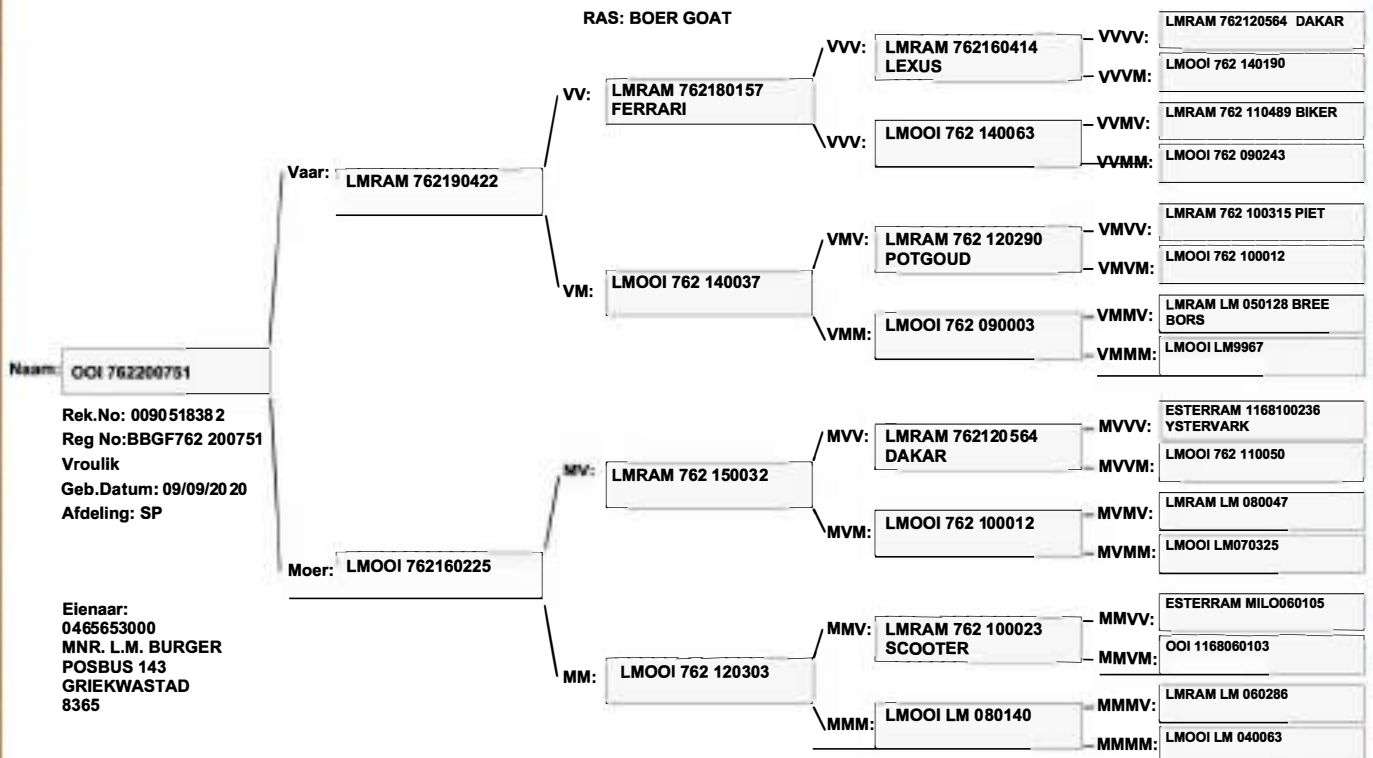 RAS: BOER GOAT
Naam: OOI 762200751
Rek.No: 0090518382
Reg No:BBGF762 200751
Vroulik
Geb.Datum: 09/09/2020
Afdeling: SP
Eienaar:
0465653000
MNR. L.M. BURGER
POSBUS 143
GRIEKWASTAD
8365
Vaar: LMRAM 762190422
Moer: LMOOI 762160225
VV: LMRAM 762180157
FERRARI
VM: LMOOI 762 140037
MV: LMRAM 762 150032
MM: LMOOI 762 120303
VVV: LMRAM 762160414
LEXUS
VVV: LMOOI 762 140063
VMV: LMRAM 762 120290
POTGOUD
VMM: LMOOI 762 090003
MVV: LMRAM 762120564
DAKAR
MVM: LMOOI 762 100012
MMV: LMRAM 762 100023
SCOOTER
MMM: LMOOI LM 080140
VVVV: LMRAM 762120564 DAKAR
VVVM: LMOOI 762 140190
VVMV: LMRAM 762 110489 BIKER
VVMM: LMOOI 762 090243
VMVV: LMRAM 762 100315 PIET
VMVM: LMOOI 762 100012
VMMV: LMRAM LM 050128 BREE
BORS
VMMM: LMOOI LM9967
MVVV: ESTERRAM 1168100236
YSTERVARK
MVVM: LMOOI 762 110050
MVMV: LMRAM LM 080047
MVMM: LMOOI LM070325
MMVV: ESTERRAM MILO060105
MMVM: OOI 1168060103
MMMV: LMRAM LM 060286
MMMM: LMOOI LM 040063